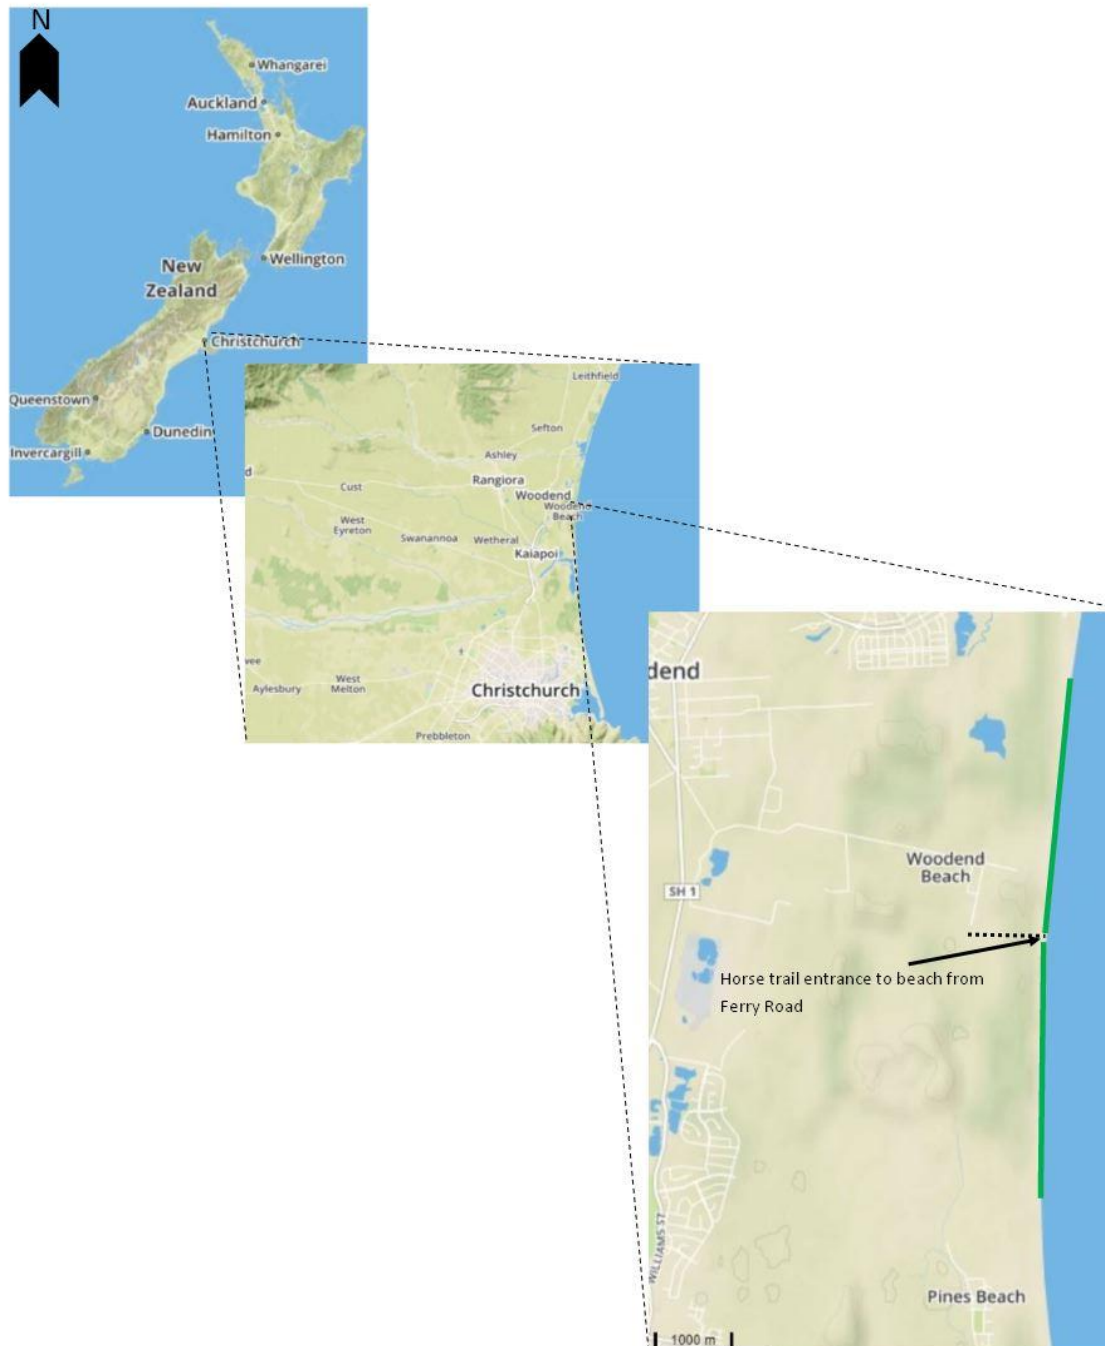 N
Whangarei
Auckland
Hamilton
Wellington
New
Zealand
Christchurch
Queenstown
Dunedin
Invercargill
Leithfield
Sefton
Ashley
d
Rangiora
Cust
Woodend
Woodend
Beach
West
Eyreton
Swanannoa
Wetheral
Kaiapoi
vee
West
Melton
Aylesbury
Christchurch
Prebbleton
dend
Woodend
Beach
SH 1
Horse trail entrance to beach from
Ferry Road
WILLIAMS ST
Pines Beach
1000 m